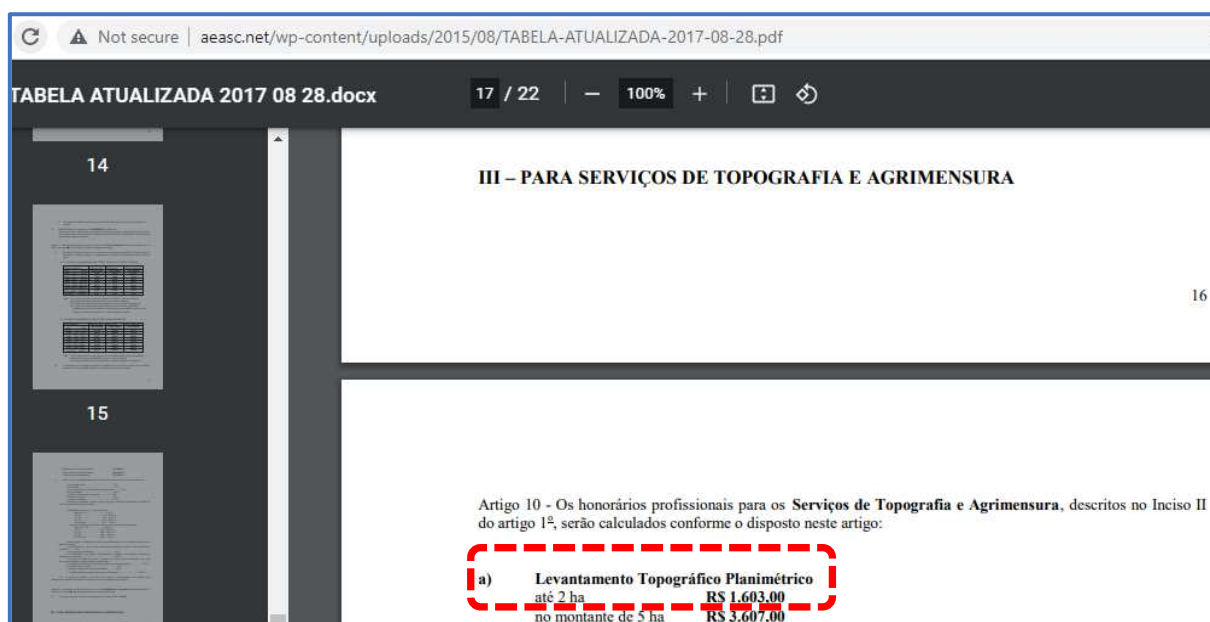 Not secure | aeasc.net/wp-content/uploads/2015/08/TABELA-ATUALIZADA-2017-08-28.pdf
TABELA ATUALIZADA 2017 08 28.docx 17 / 22 — 100% +
14
III – PARA SERVIÇOS DE TOPOGRAFIA E AGRIMENSURA
16
15
Artigo 10 - Os honorários profissionais para os Serviços de Topografia e Agrimensura, descritos no Inciso II
do artigo 1º, serão calculados conforme o disposto neste artigo:
a) Levantamento Topográfico Planimétrico
até 2 ha R$ 1.603,00
no montante de 5 ha R$ 3.607,00